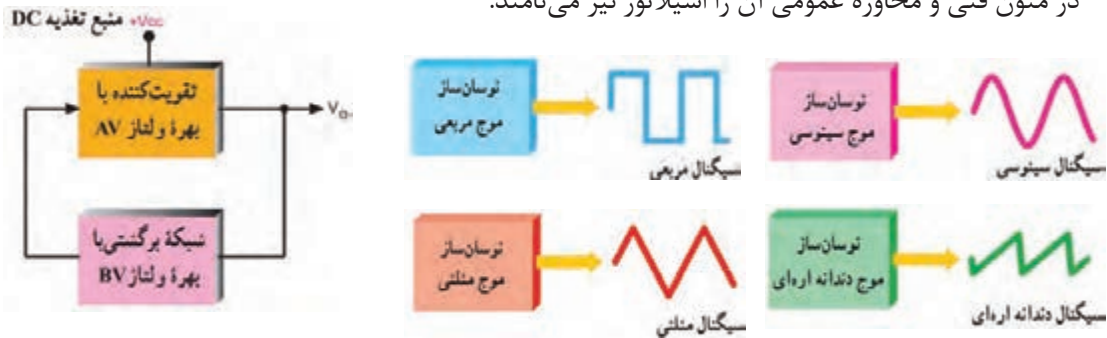 در متون فنی و محاوره عمومی آن را اسیلاتور نیز می‌نامند.
منبع تغذیه DC +Vcc
تقویت‌کننده با
بهرهٔ ولتاژ AV
Vo
شبکهٔ برگشتی با
بهرهٔ ولتاژ BV
نوسان‌ساز
موج سینوسی
سیگنال سینوسی
نوسان‌ساز
موج مربعی
سیگنال مربعی
نوسان‌ساز
موج دندانه اره‌ای
سیگنال دندانه اره‌ای
نوسان‌ساز
موج مثلثی
سیگنال مثلثی